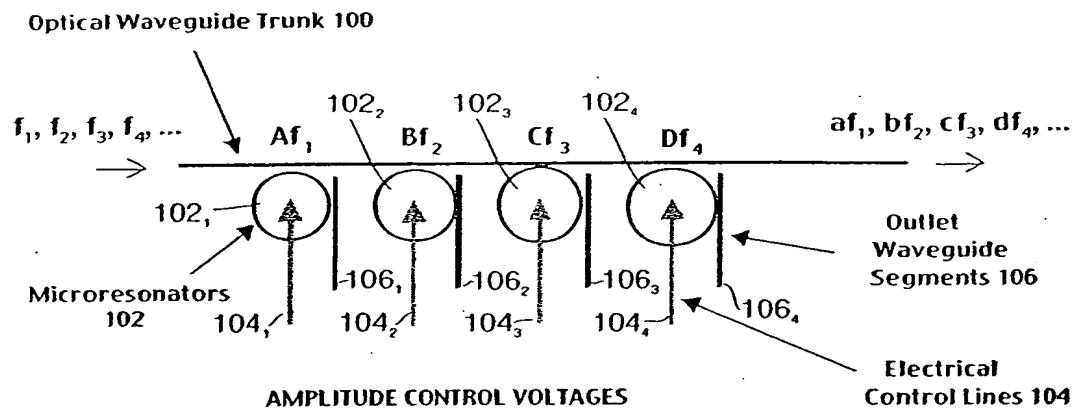 Optical Waveguide Trunk 100
f₁, f₂, f₃, f₄, ...
Af₁
102₂
Bf₂
102₃
Cf₃
102₄
Df₄
af₁, bf₂, cf₃, df₄, ...
102₁
Microresonators
102
104₁
106₁
104₂
106₂
104₃
106₃
104₄
106₄
Outlet
Waveguide
Segments 106
Electrical
Control Lines 104
AMPLITUDE CONTROL VOLTAGES